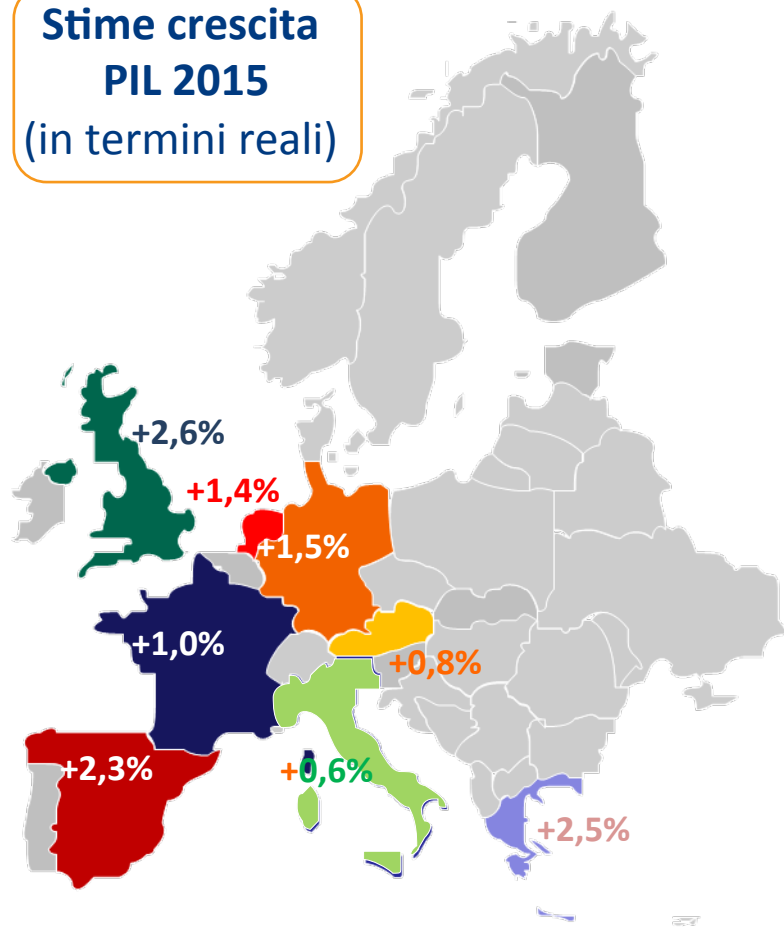 Stime crescita
PIL 2015
(in termini reali)
+2,6%
+1,4%
+1,5%
+1,0%
+0,8%
+2,3%
+0,6%
+2,5%